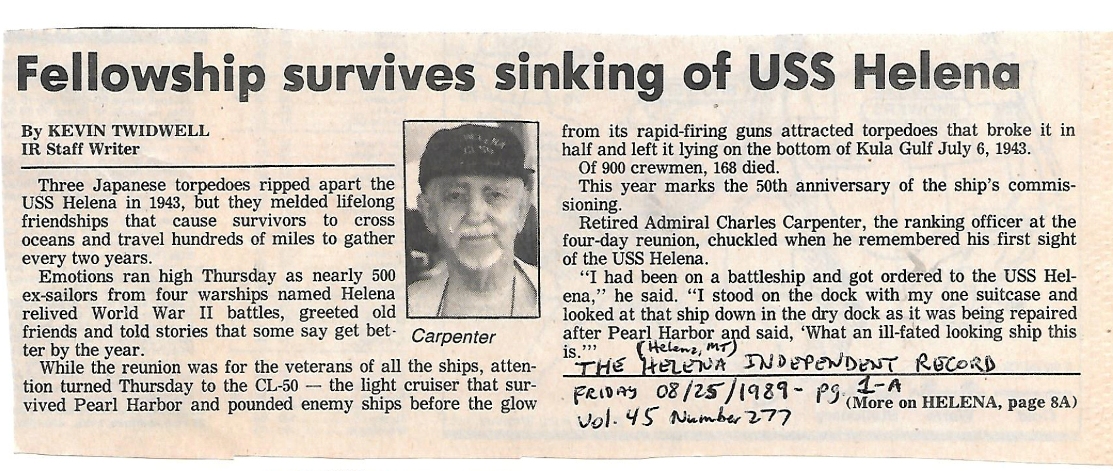 Fellowship survives sinking of USS Helena
By KEVIN TWIDWELL
IR Staff Writer
Three Japanese torpedoes ripped apart the
USS Helena in 1943, but they melded lifelong
friendships that cause survivors to cross
oceans and travel hundreds of miles to gather
every two years.
Emotions ran high Thursday as nearly 500
ex-sailors from four warships named Helena
relived World War II battles, greeted old
friends and told stories that some say get bet-
ter by the year.
While the reunion was for the veterans of all the ships, atten-
tion turned Thursday to the CL-50 — the light cruiser that sur-
vived Pearl Harbor and pounded enemy ships before the glow
Carpenter
from its rapid-firing guns attracted torpedoes that broke it in
half and left it lying on the bottom of Kula Gulf July 6, 1943.
Of 900 crewmen, 168 died.
This year marks the 50th anniversary of the ship's commis-
sioning.
Retired Admiral Charles Carpenter, the ranking officer at the
four-day reunion, chuckled when he remembered his first sight
of the USS Helena.
"I had been on a battleship and got ordered to the USS Hel-
ena," he said. "I stood on the dock with my one suitcase and
looked at that ship down in the dry dock as it was being repaired
after Pearl Harbor and said, 'What an ill-fated looking ship this
is.'"
(Helena, MT)
THE HELENA INDEPENDENT RECORD
FRIDAY 08/25/1989 - pg. 1-A
(More on HELENA, page 8A)
Vol. 45 Number 277